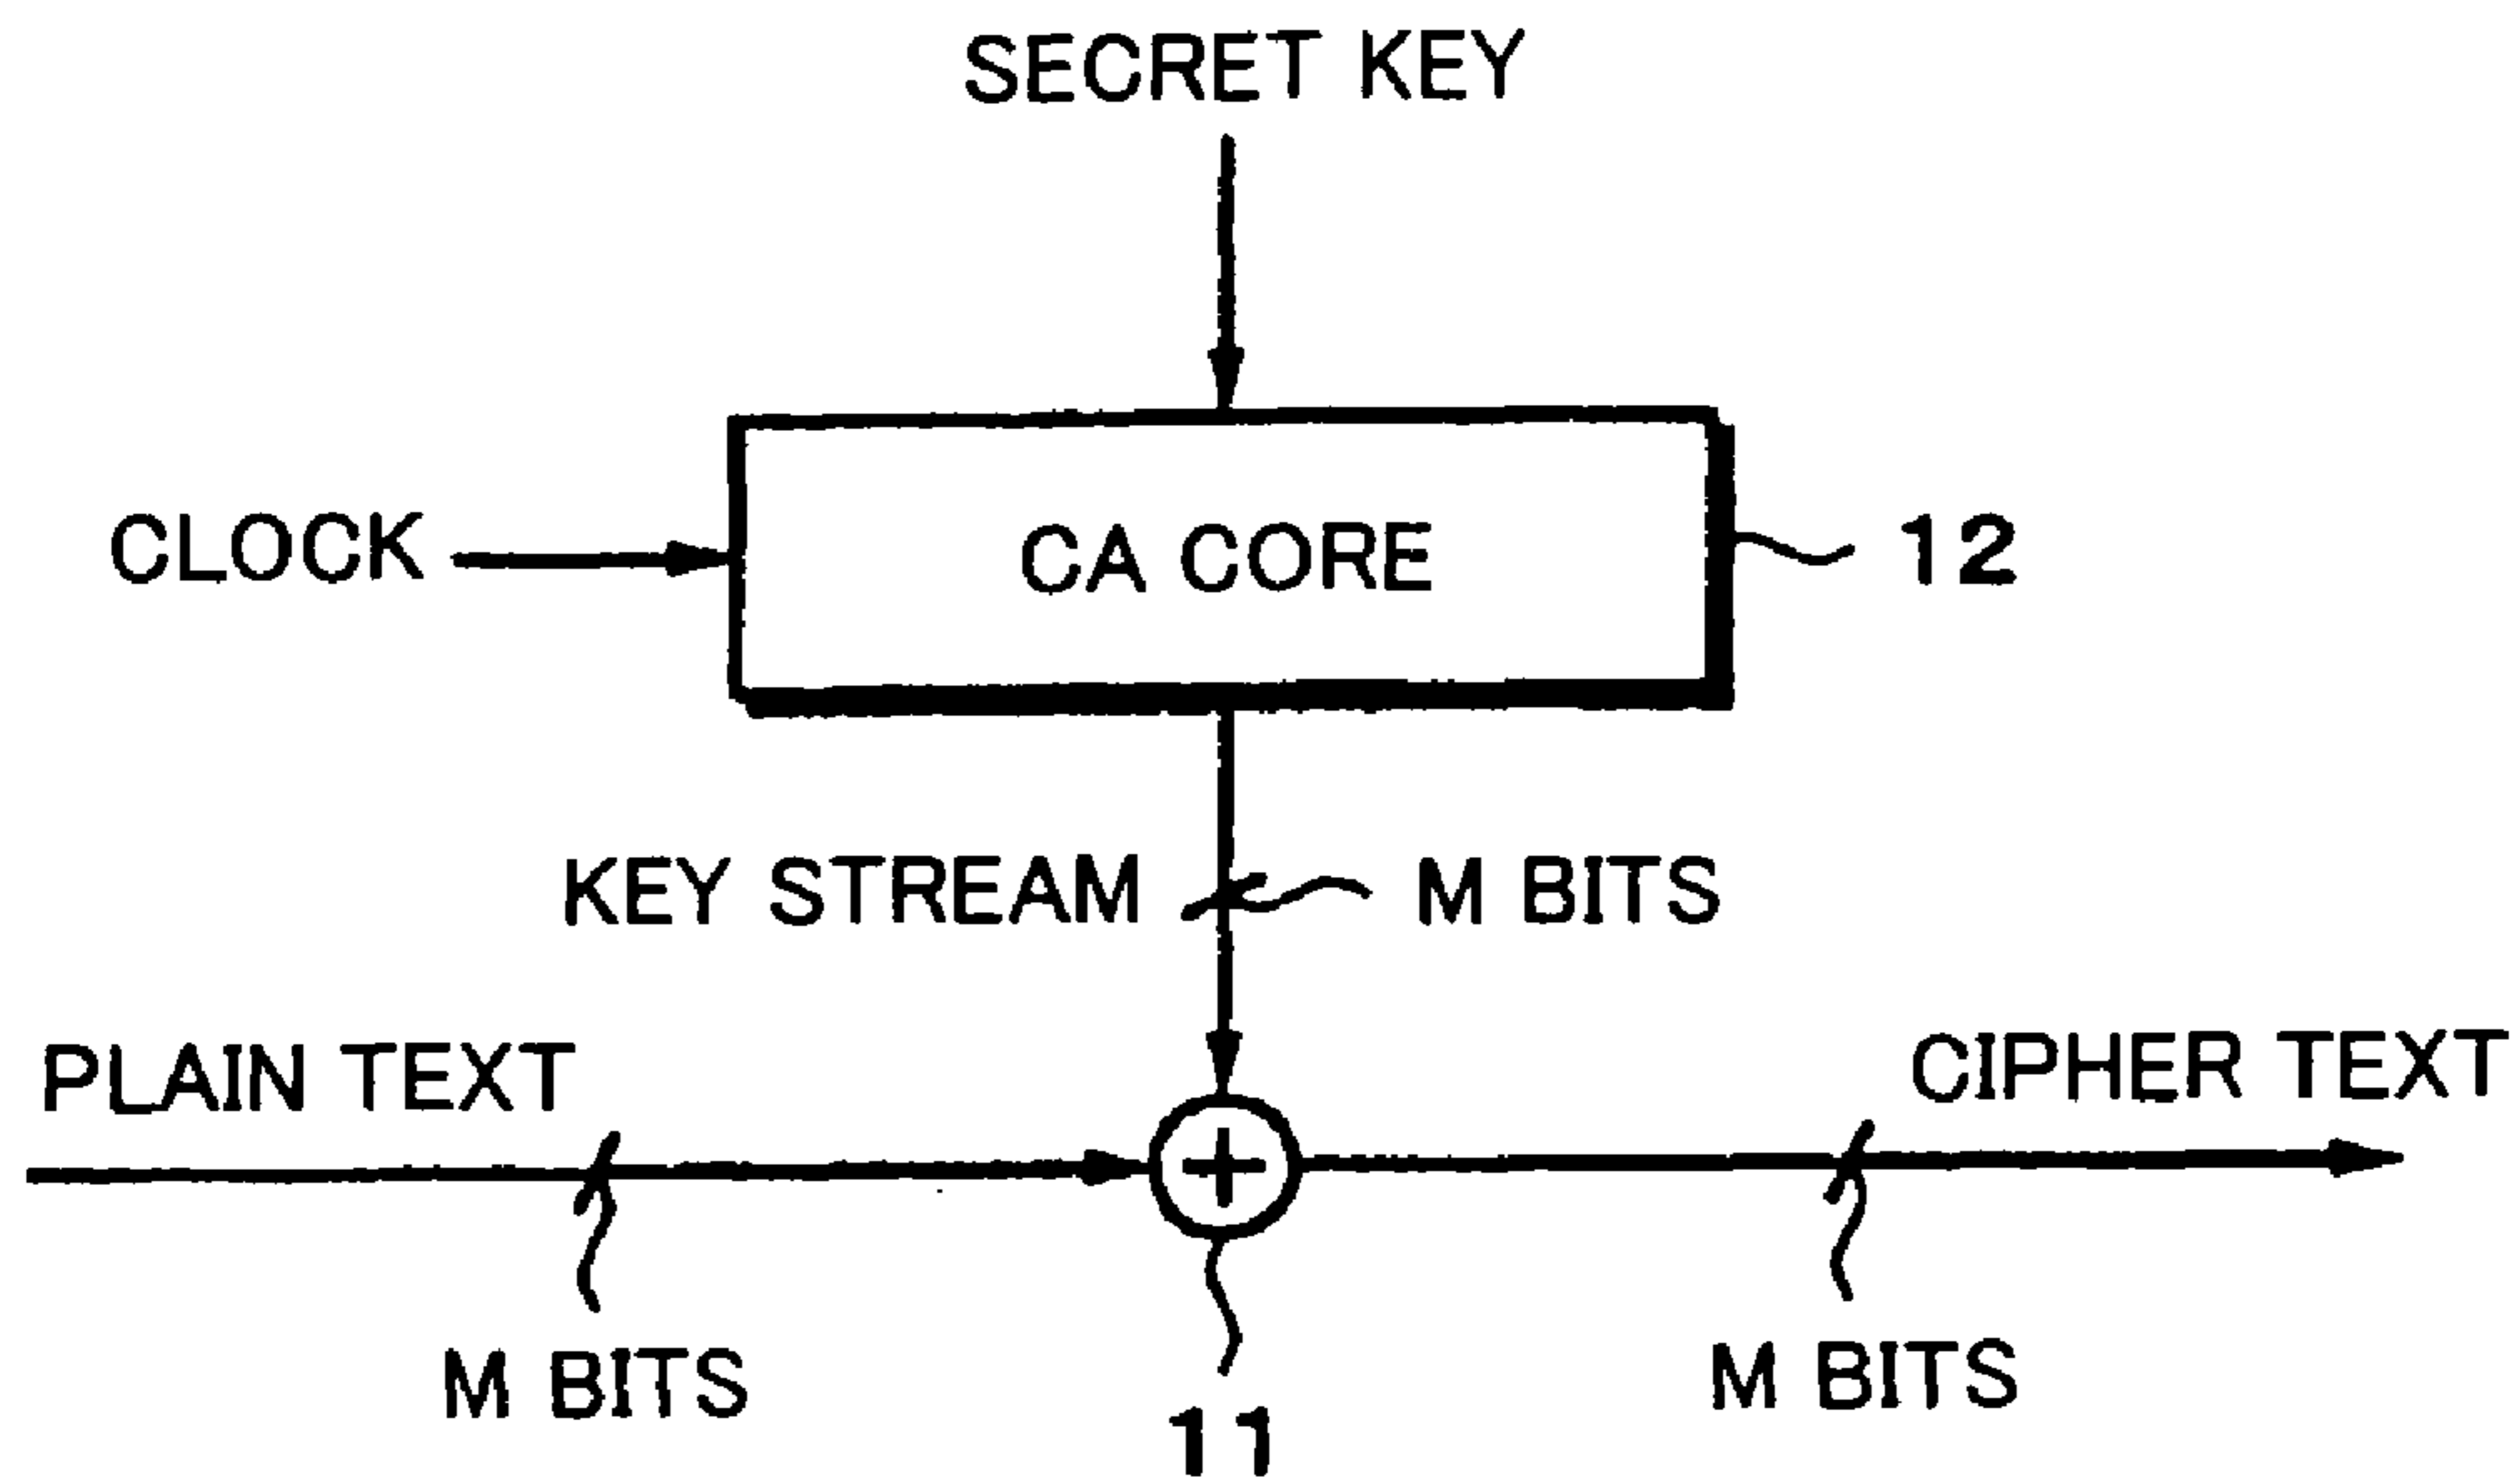 SECRET KEY
CLOCK
CA CORE
12
KEY STREAM
M BITS
PLAIN TEXT
CIPHER TEXT
+
M BITS
M BITS
11